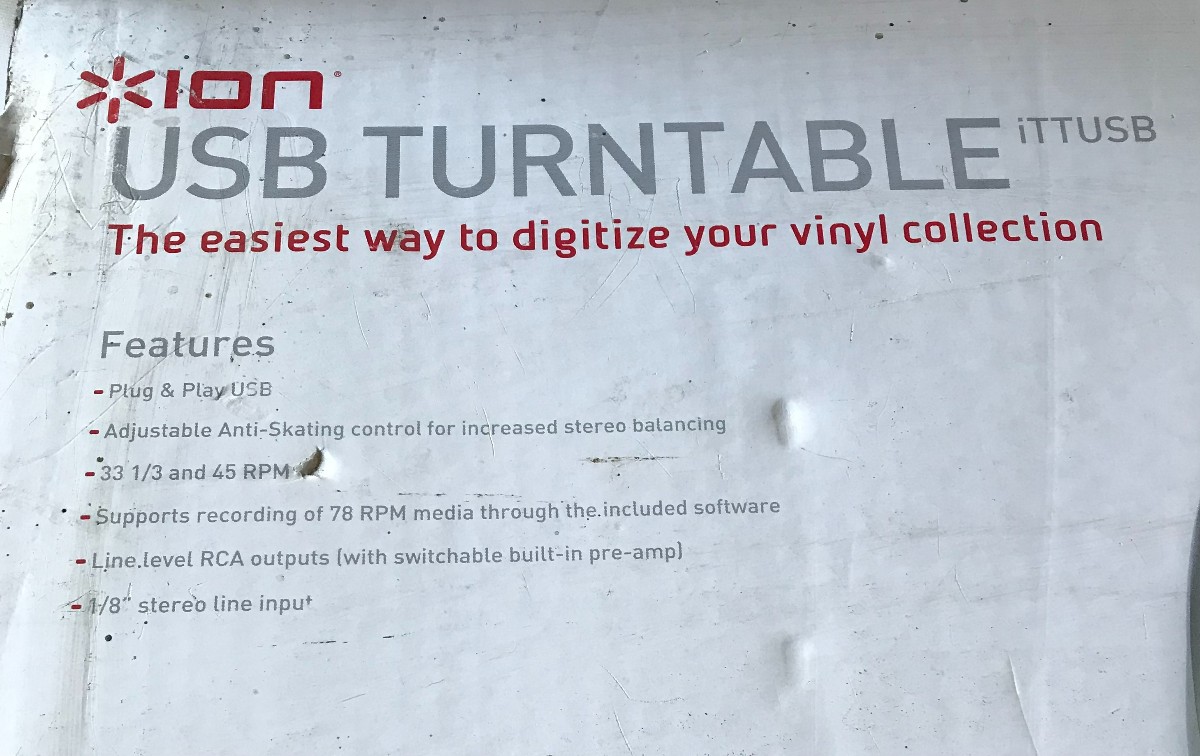 ION®
USB TURNTABLE iTTUSB
The easiest way to digitize your vinyl collection
Features
- Plug & Play USB
- Adjustable Anti-Skating control for increased stereo balancing
- 33 1/3 and 45 RPM
- Supports recording of 78 RPM media through the included software
- Line level RCA outputs (with switchable built-in pre-amp)
- 1/8" stereo line input